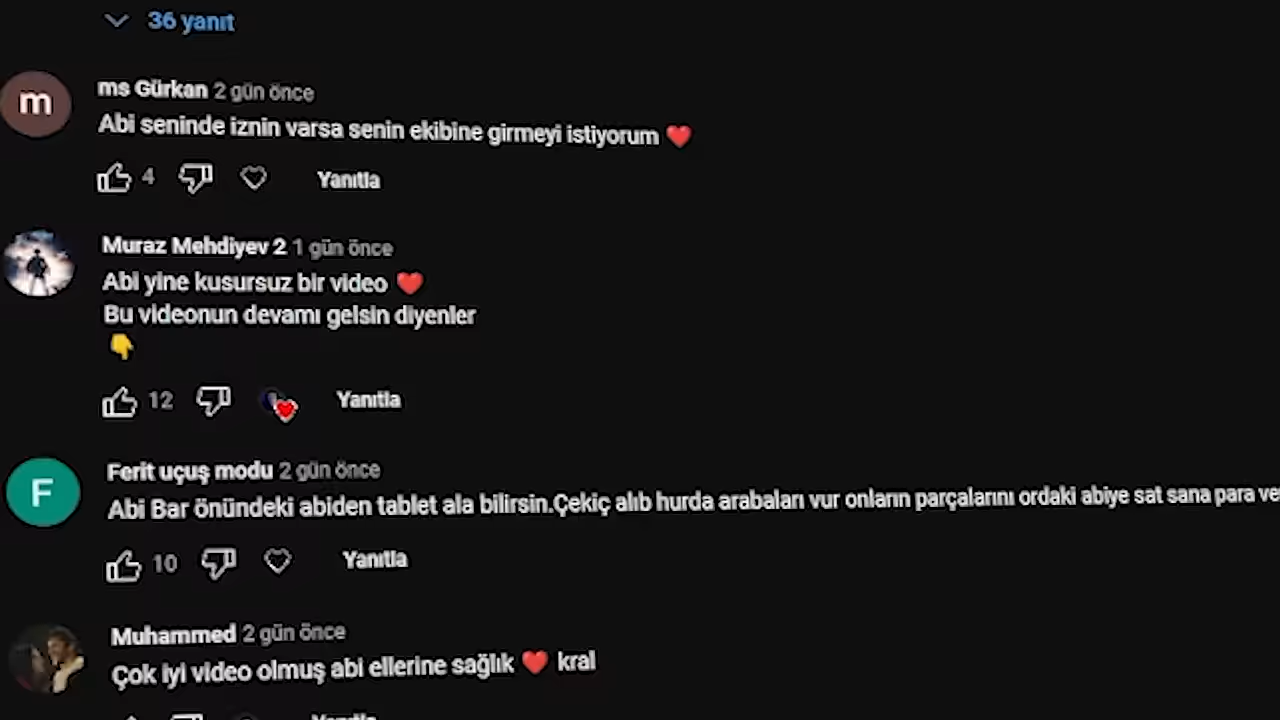 36 yanıt
ms Gürkan 2 gün önce
Abi seninde iznin varsa senin ekibine girmeyi istiyorum ❤️
4 Yanıtla
Muraz Mehdiyev 2 1 gün önce
Abi yine kusursuz bir video ❤️
Bu videonun devamı gelsin diyenler
👇
12 Yanıtla
Ferit uçuş modu 2 gün önce
Abi Bar önündeki abiden tablet ala bilirsin.Çekiç alıb hurda arabaları vur onların parçalarını ordaki abiye sat sana para
10 Yanıtla
Muhammed 2 gün önce
Çok iyi video olmuş abi ellerine sağlık ❤️ kral